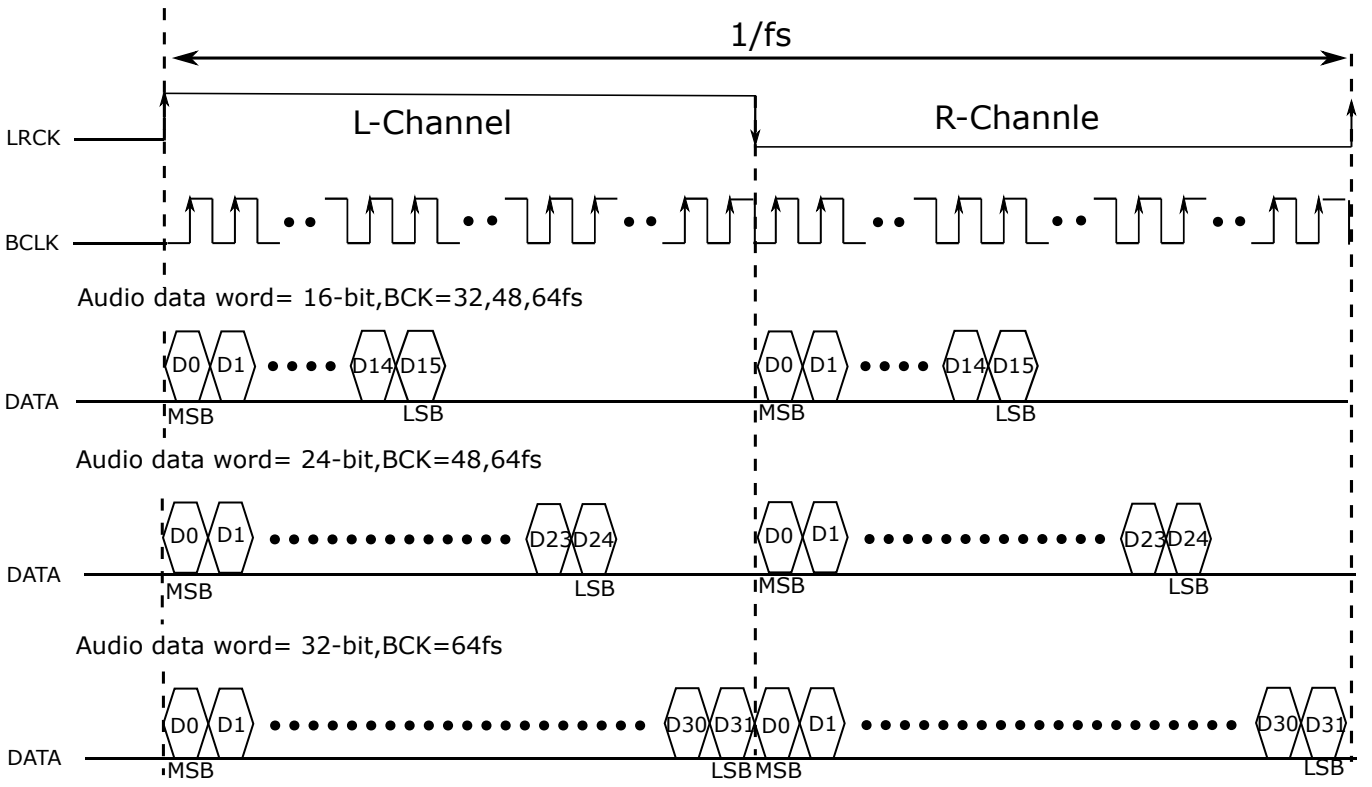 1/fs
LRCK
L-Channel
R-Channle
BCLK
Audio data word= 16-bit,BCK=32,48,64fs
DATA
D0
D1
D14
D15
D0
D1
D14
D15
MSB
LSB
MSB
LSB
Audio data word= 24-bit,BCK=48,64fs
DATA
D0
D1
D23
D24
D0
D1
D23
D24
MSB
LSB
MSB
LSB
Audio data word= 32-bit,BCK=64fs
DATA
D0
D1
D30
D31
D0
D1
D30
D31
MSB
LSB
MSB
LSB